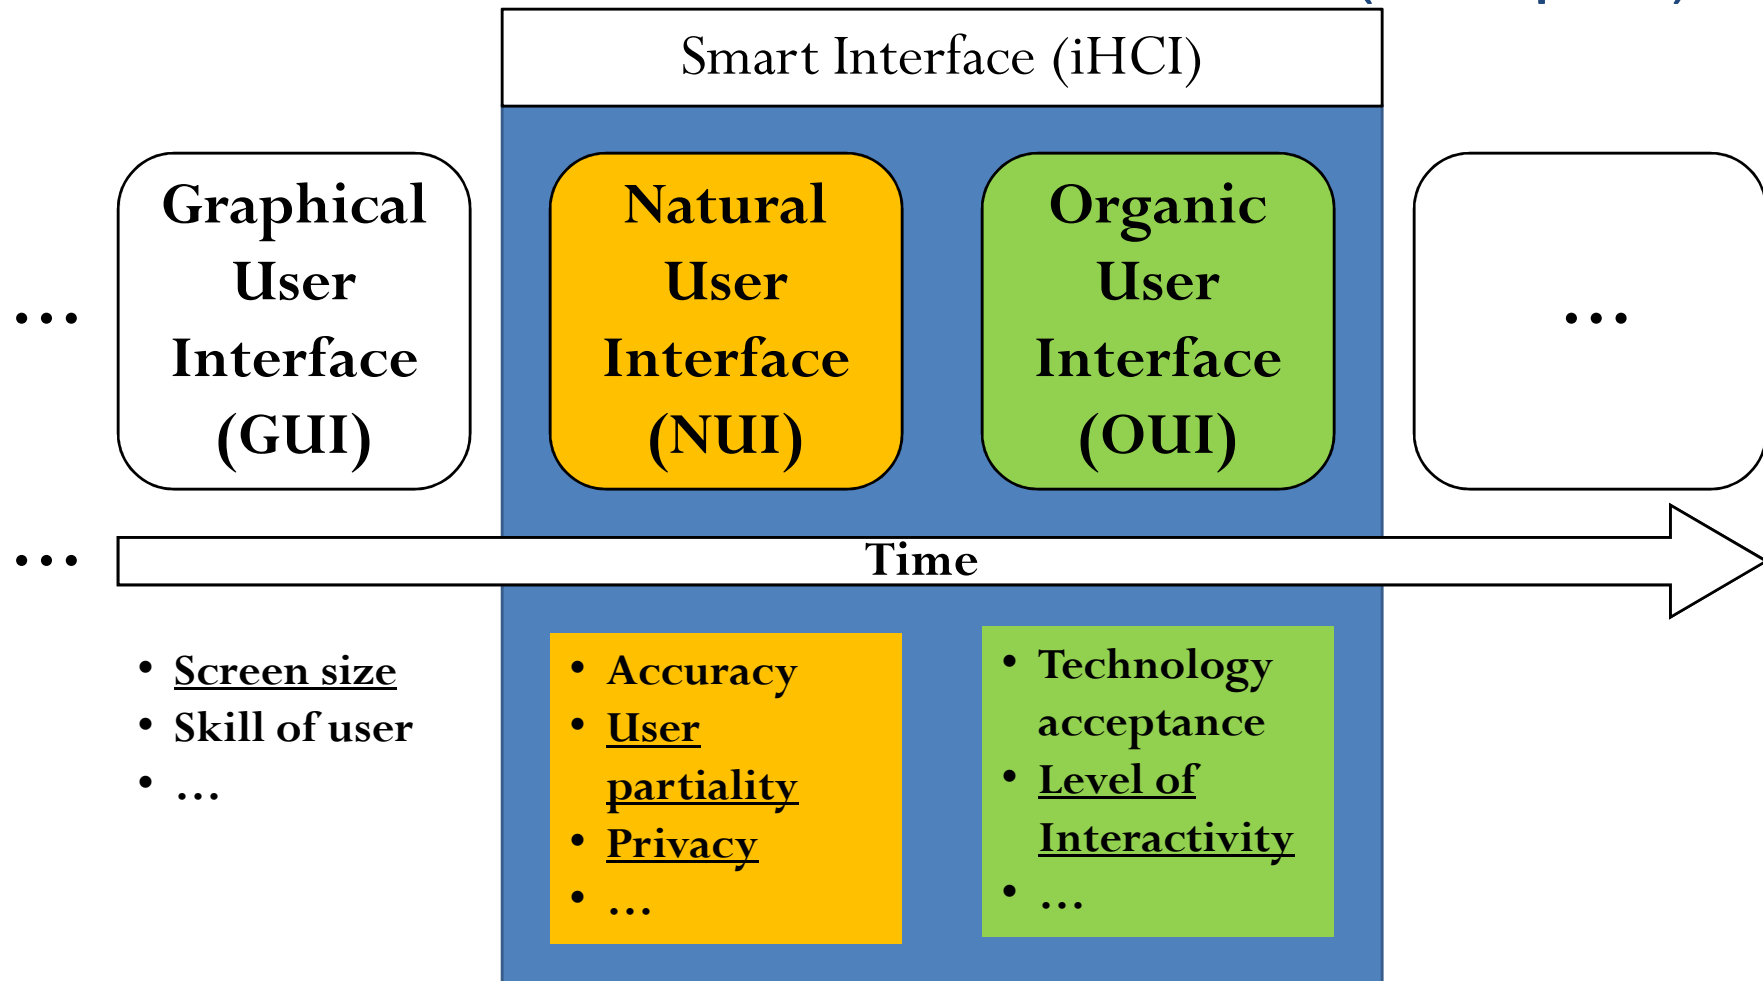 Smart Interface (iHCI)
Graphical
User
Interface
(GUI)
Natural
User
Interface
(NUI)
Organic
User
Interface
(OUI)
…
…
…
Time
• Screen size
• Skill of user
• …
• Accuracy
• User
partiality
• Privacy
• …
• Technology
acceptance
• Level of
Interactivity
• …